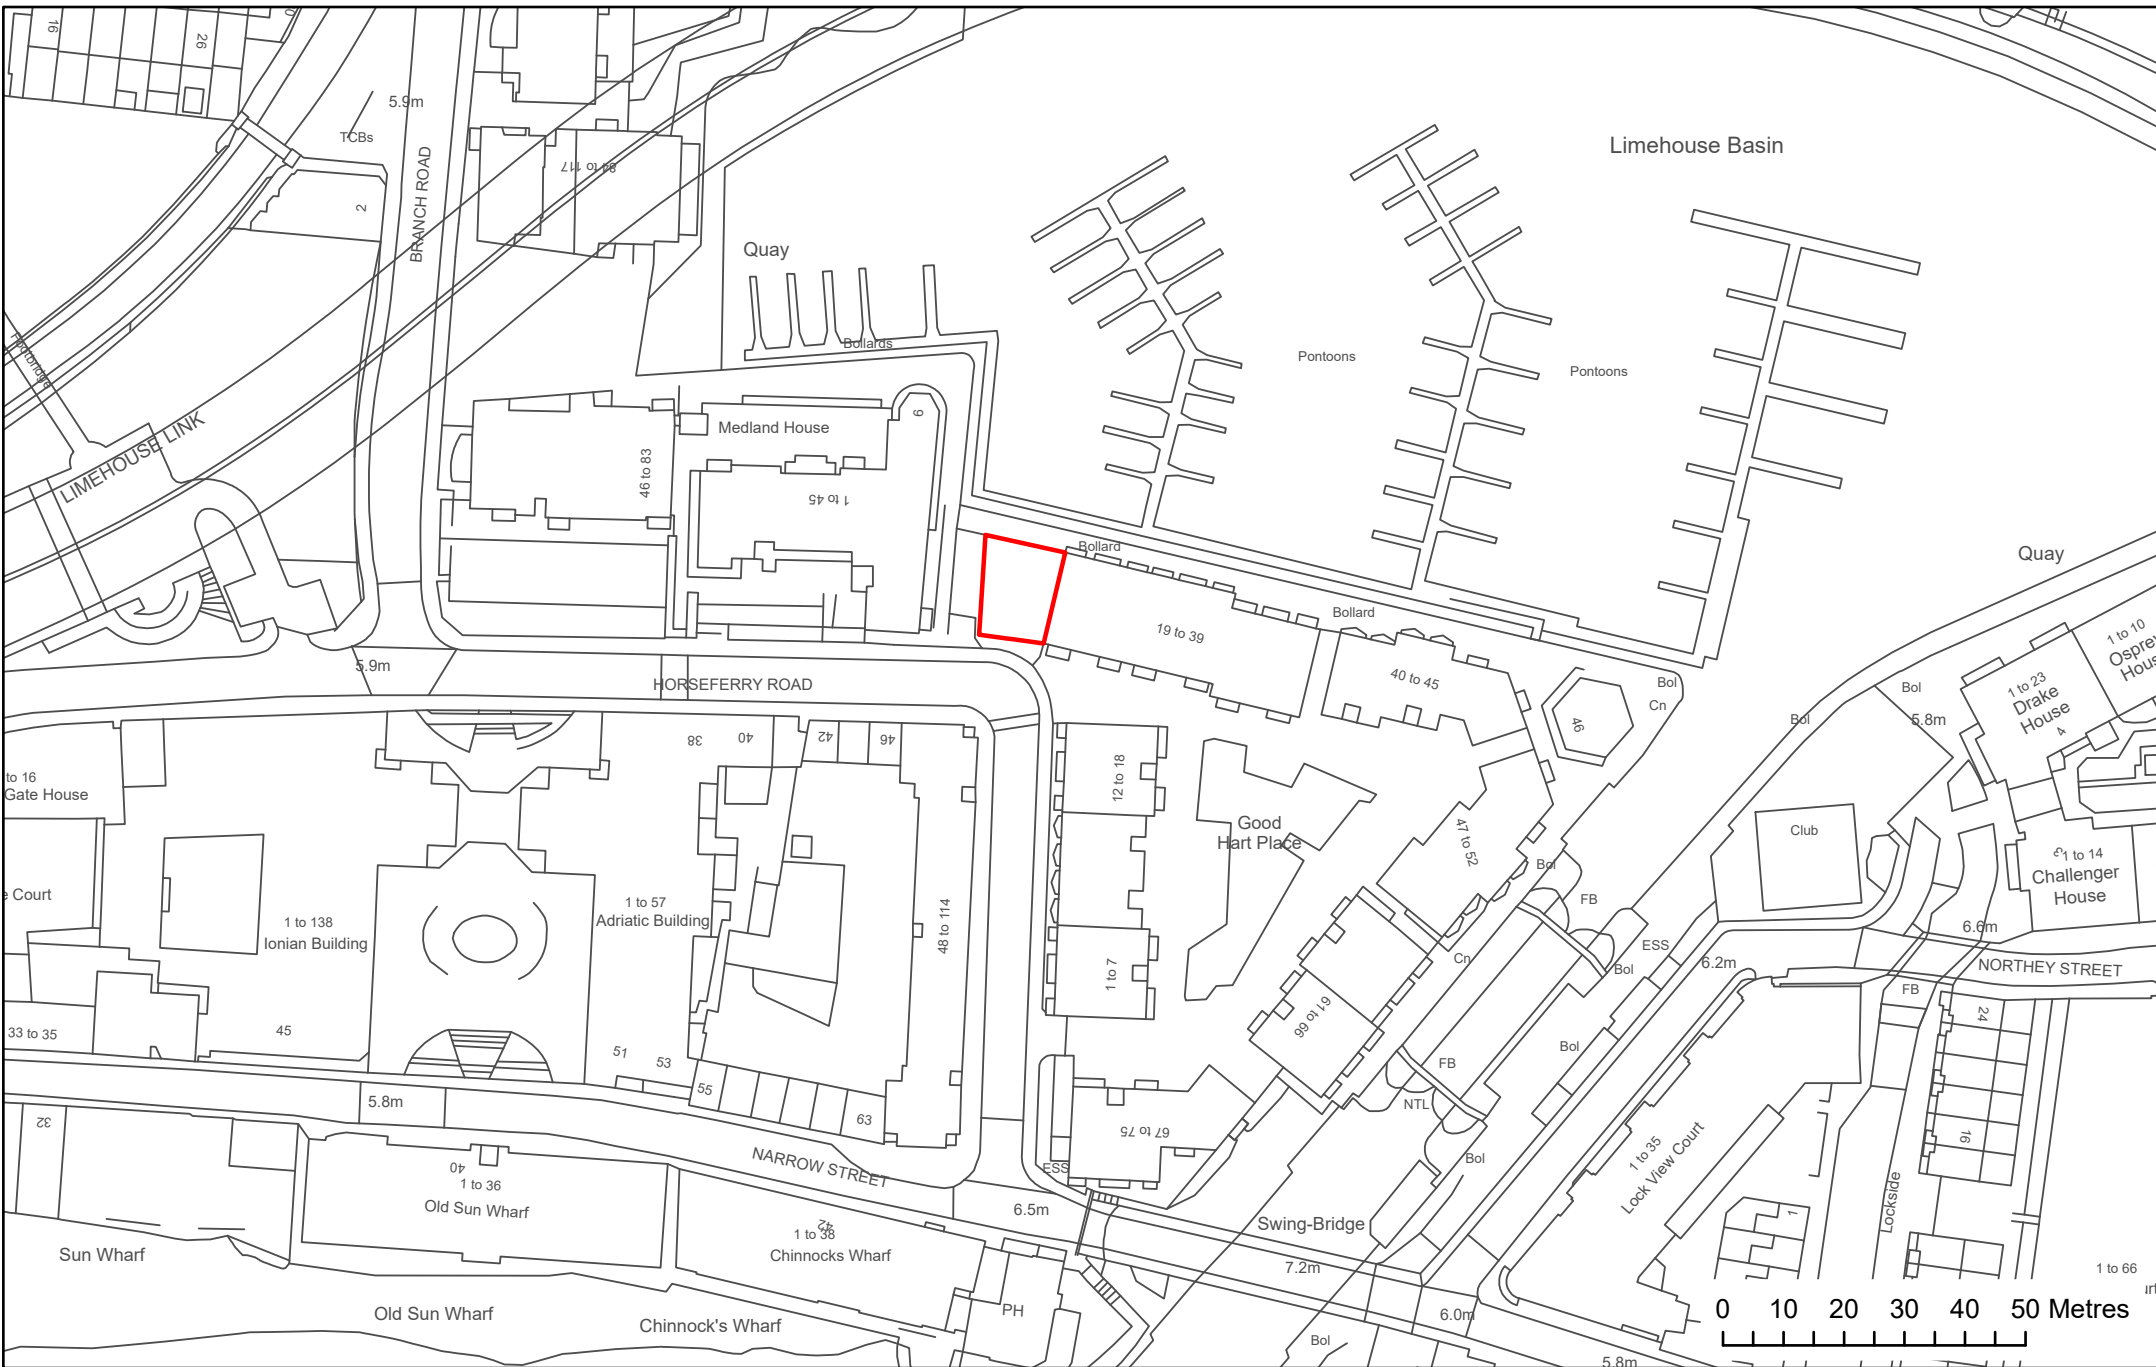 16
26
5.9m
TCBs
2
BRANCH ROAD
84 to 117
Quay
Limehouse Basin
Bollards
Pontoons
Pontoons
Footbridge
LIMEHOUSE LINK
Medland House
9
46 to 83
1 to 45
Bollard
Quay
19 to 39
Bollard
40 to 45
Bol
Cn
46
Bol
5.8m
Bol
1 to 23
Drake
House
4
1 to 10
5.9m
HORSEFERRY ROAD
38
40
42
46
to 16
Gate House
12 to 18
Good
Hart Place
47 to 52
Bol
Club
3
1 to 14
Challenger
House
e Court
1 to 138
Ionian Building
1 to 57
Adriatic Building
48 to 114
FB
ESS
6.6m
1 to 7
Cn
Bol
6.2m
NORTHEY STREET
FB
33 to 35
45
61 to 66
24
51
53
55
63
FB
Bol
5.8m
NTL
32
67 to 75
16
NARROW STREET
ESS
Bol
1 to 35
Lock View Court
40
1 to 36
Old Sun Wharf
Lockside
1
6.5m
Swing-Bridge
42
1 to 38
Chinnocks Wharf
Sun Wharf
7.2m
1 to 66
Old Sun Wharf
PH
Chinnock's Wharf
6.0m
Bol
5.8m
0 10 20 30 40 50 Metres